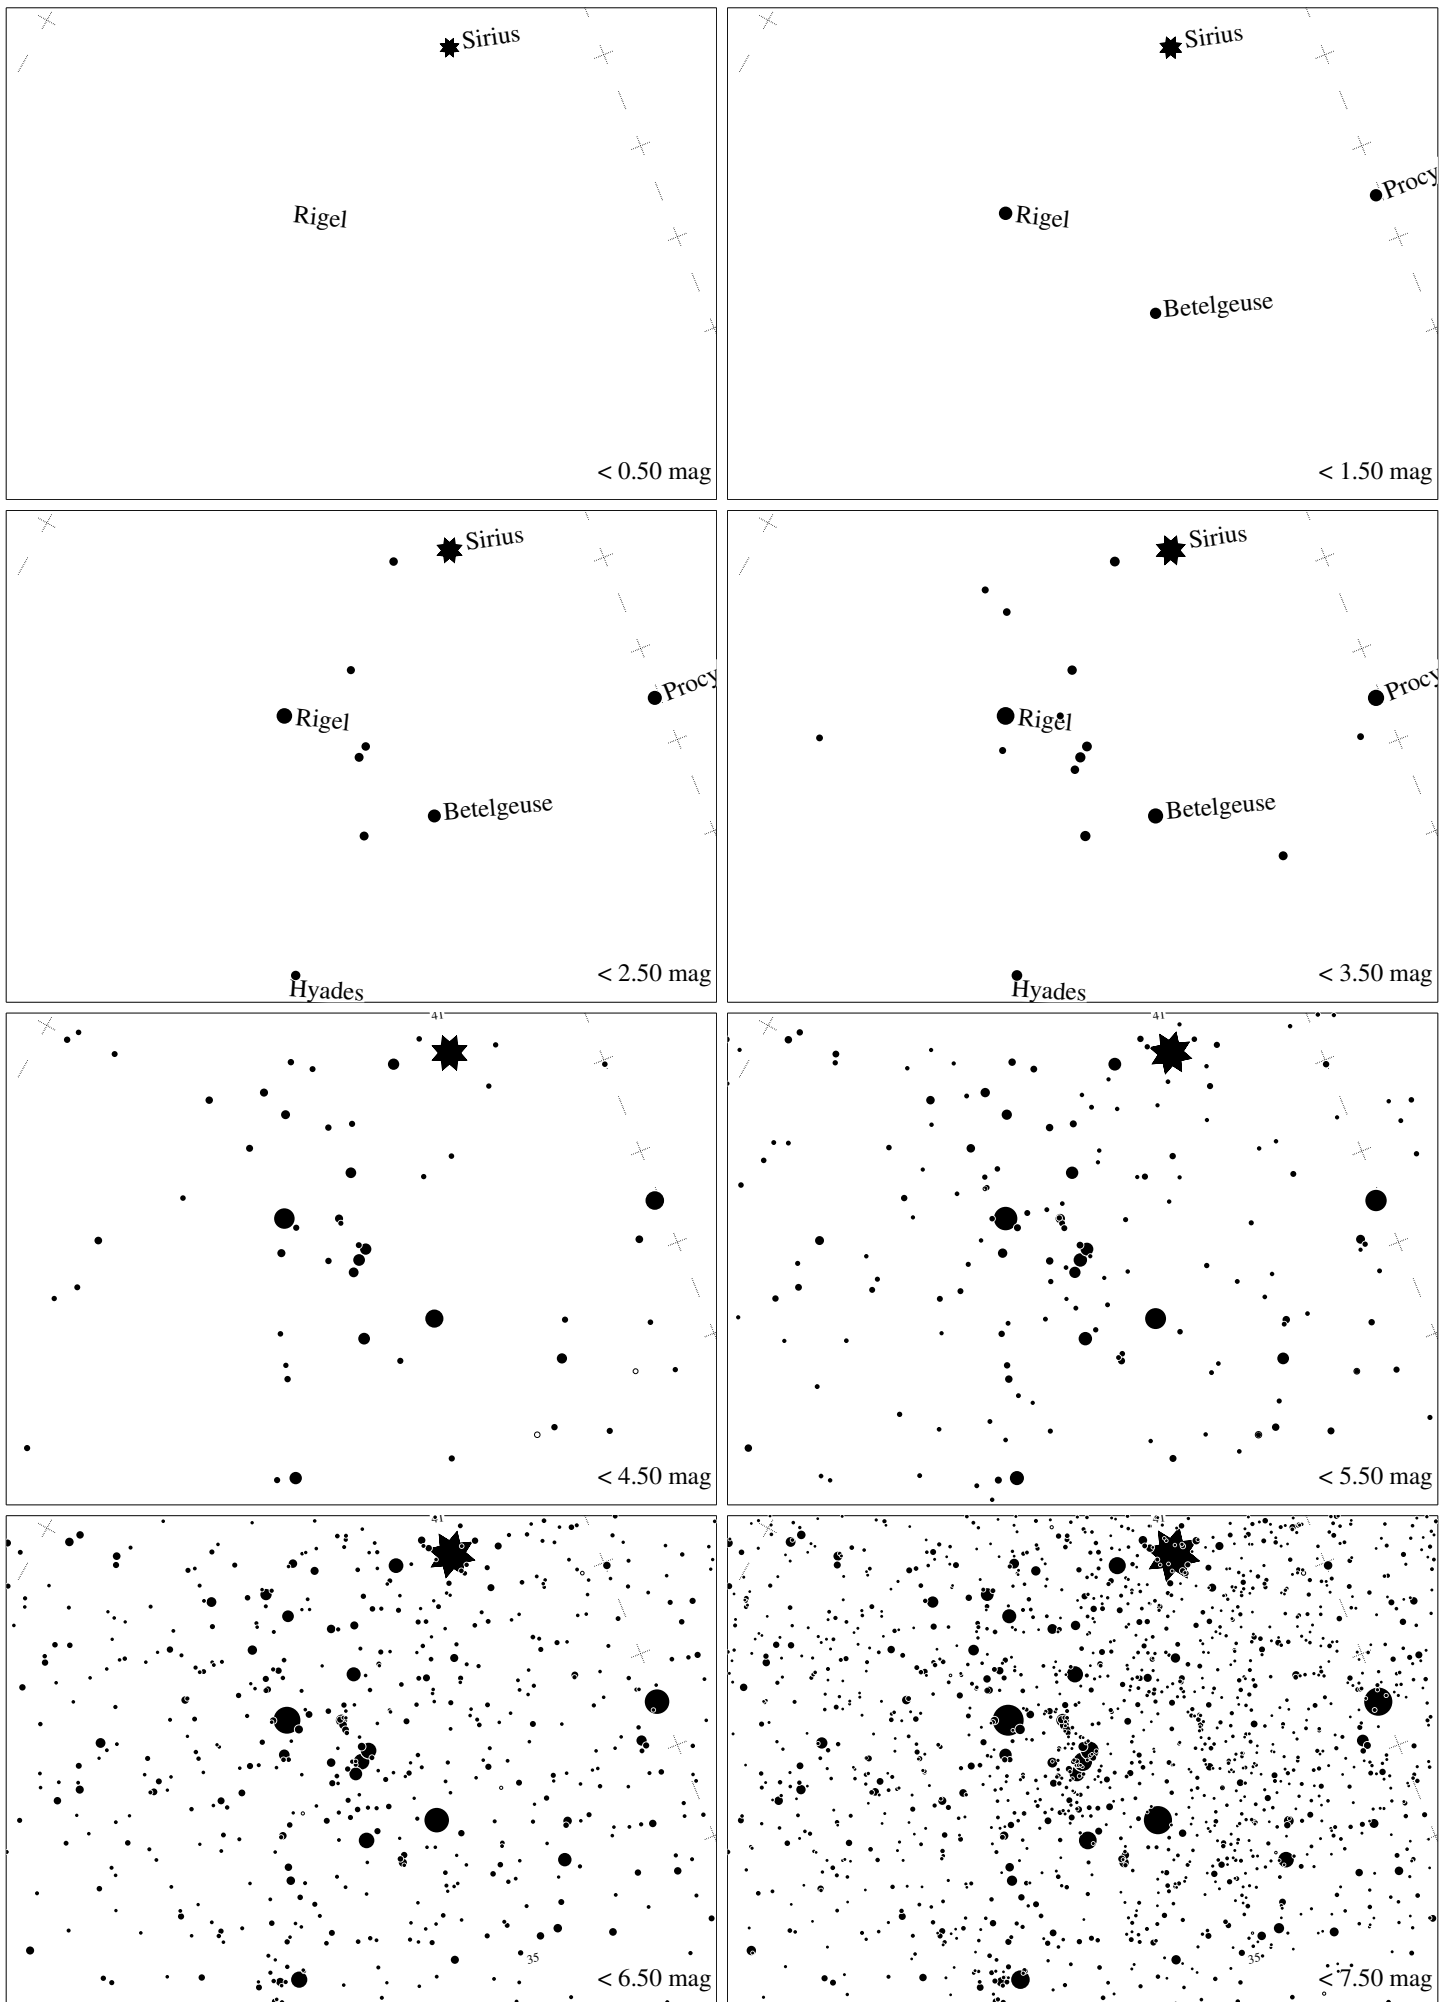 Sirius
Rigel
< 0.50 mag
Sirius
Procy
Rigel
Betelgeuse
< 1.50 mag
Sirius
Procy
Rigel
Betelgeuse
Hyades
< 2.50 mag
Sirius
Procy
Rigel
Betelgeuse
Hyades
< 3.50 mag
41
< 4.50 mag
41
< 5.50 mag
41
35
< 6.50 mag
41
35
< 7.50 mag